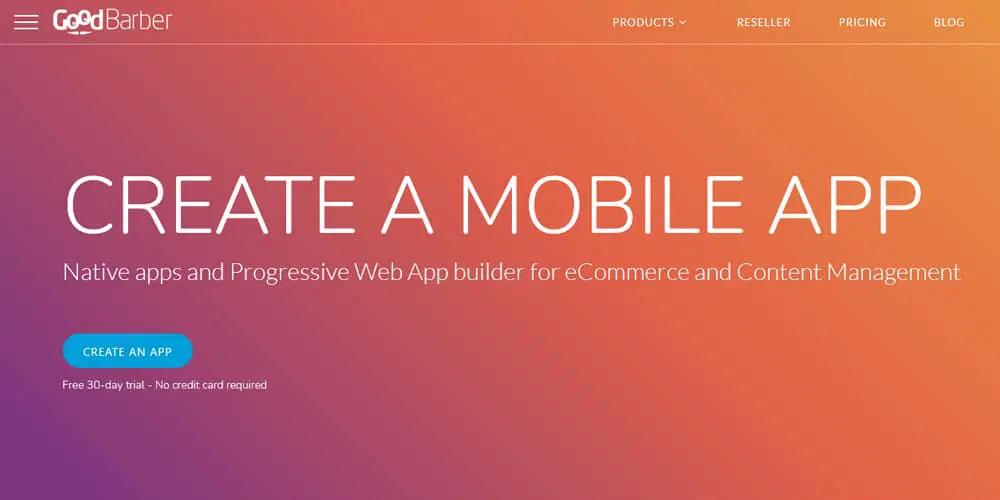 GoodBarber
PRODUCTS
RESELLER
PRICING
BLOG
CREATE A MOBILE APP
Native apps and Progressive Web App builder for eCommerce and Content Management
CREATE AN APP
Free 30-day trial - No credit card required